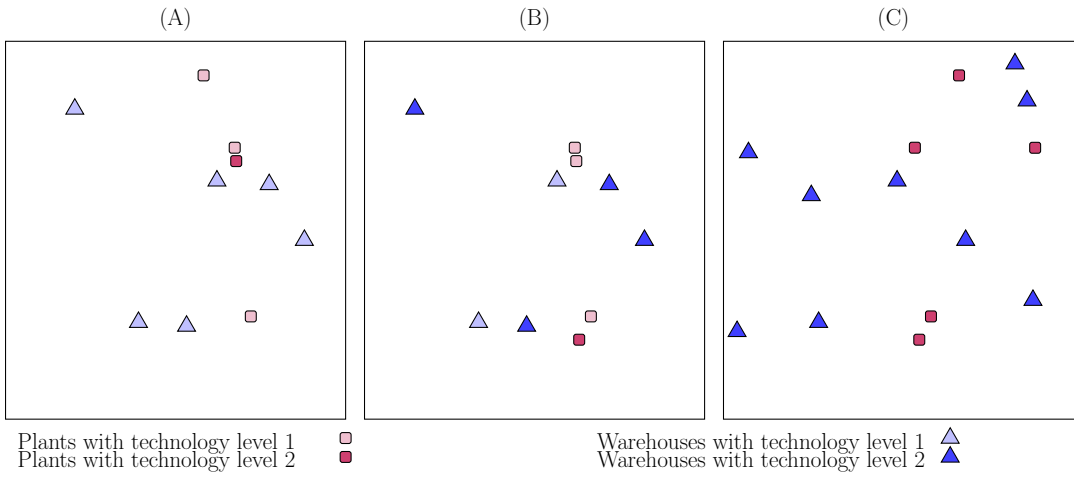 (A)
(B)
(C)
Plants with technology level 1
Plants with technology level 2
Warehouses with technology level 1
Warehouses with technology level 2